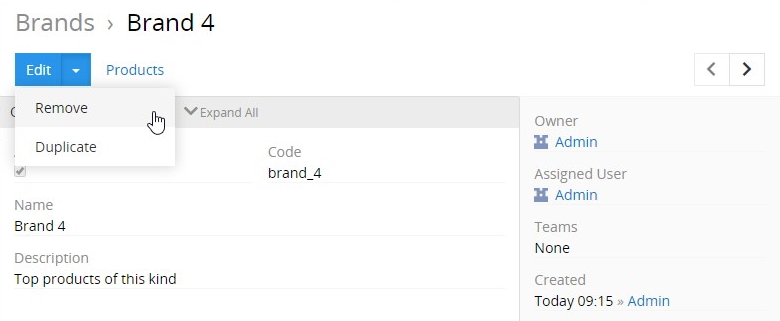 Brands › Brand 4
Edit Products
Remove
Expand All
Duplicate
Code
brand_4
Name
Brand 4
Description
Top products of this kind
Owner
Admin
Assigned User
Admin
Teams
None
Created
Today 09:15 » Admin